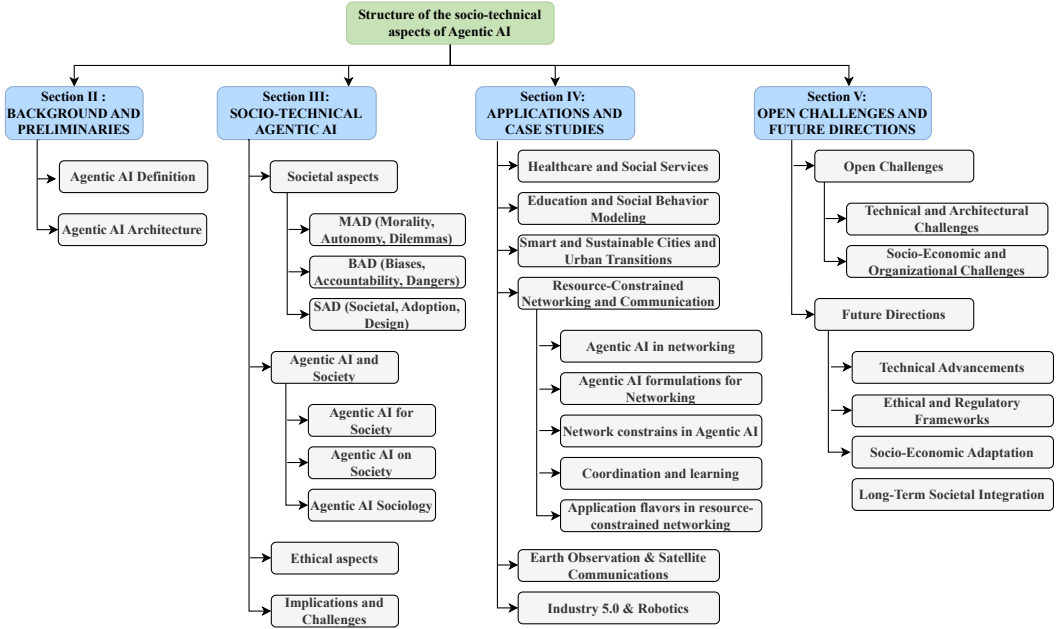 Structure of the socio-technical
aspects of Agentic AI
Section II :
BACKGROUND AND
PRELIMINARIES
Agentic AI Definition
Agentic AI Architecture
Section III:
SOCIO-TECHNICAL
AGENTIC AI
Societal aspects
MAD (Morality,
Autonomy, Dilemmas)
BAD (Biases,
Accountability, Dangers)
SAD (Societal, Adoption,
Design)
Agentic AI and
Society
Agentic AI for
Society
Agentic AI on
Society
Agentic AI Sociology
Ethical aspects
Implications and
Challenges
Section IV:
APPLICATIONS AND
CASE STUDIES
Healthcare and Social Services
Education and Social Behavior
Modeling
Smart and Sustainable Cities and
Urban Transitions
Resource-Constrained
Networking and Communication
Agentic AI in networking
Agentic AI formulations for
Networking
Network constrains in Agentic AI
Coordination and learning
Application flavors in resource-
constrained networking
Earth Observation & Satellite
Communications
Industry 5.0 & Robotics
Section V:
OPEN CHALLENGES AND
FUTURE DIRECTIONS
Open Challenges
Technical and Architectural
Challenges
Socio-Economic and
Organizational Challenges
Future Directions
Technical Advancements
Ethical and Regulatory
Frameworks
Socio-Economic Adaptation
Long-Term Societal Integration